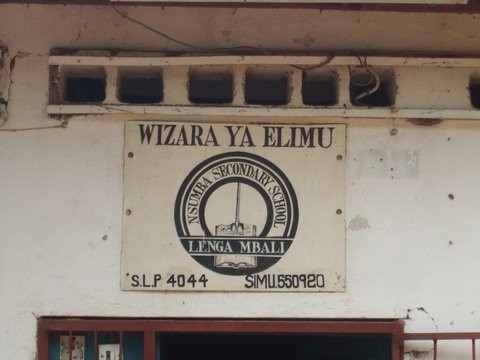 WIZARA YA ELIMU
NSUMBA SECONDARY SCHOOL
LENGA MBALI
S.L.P 4044 SIMU.550920